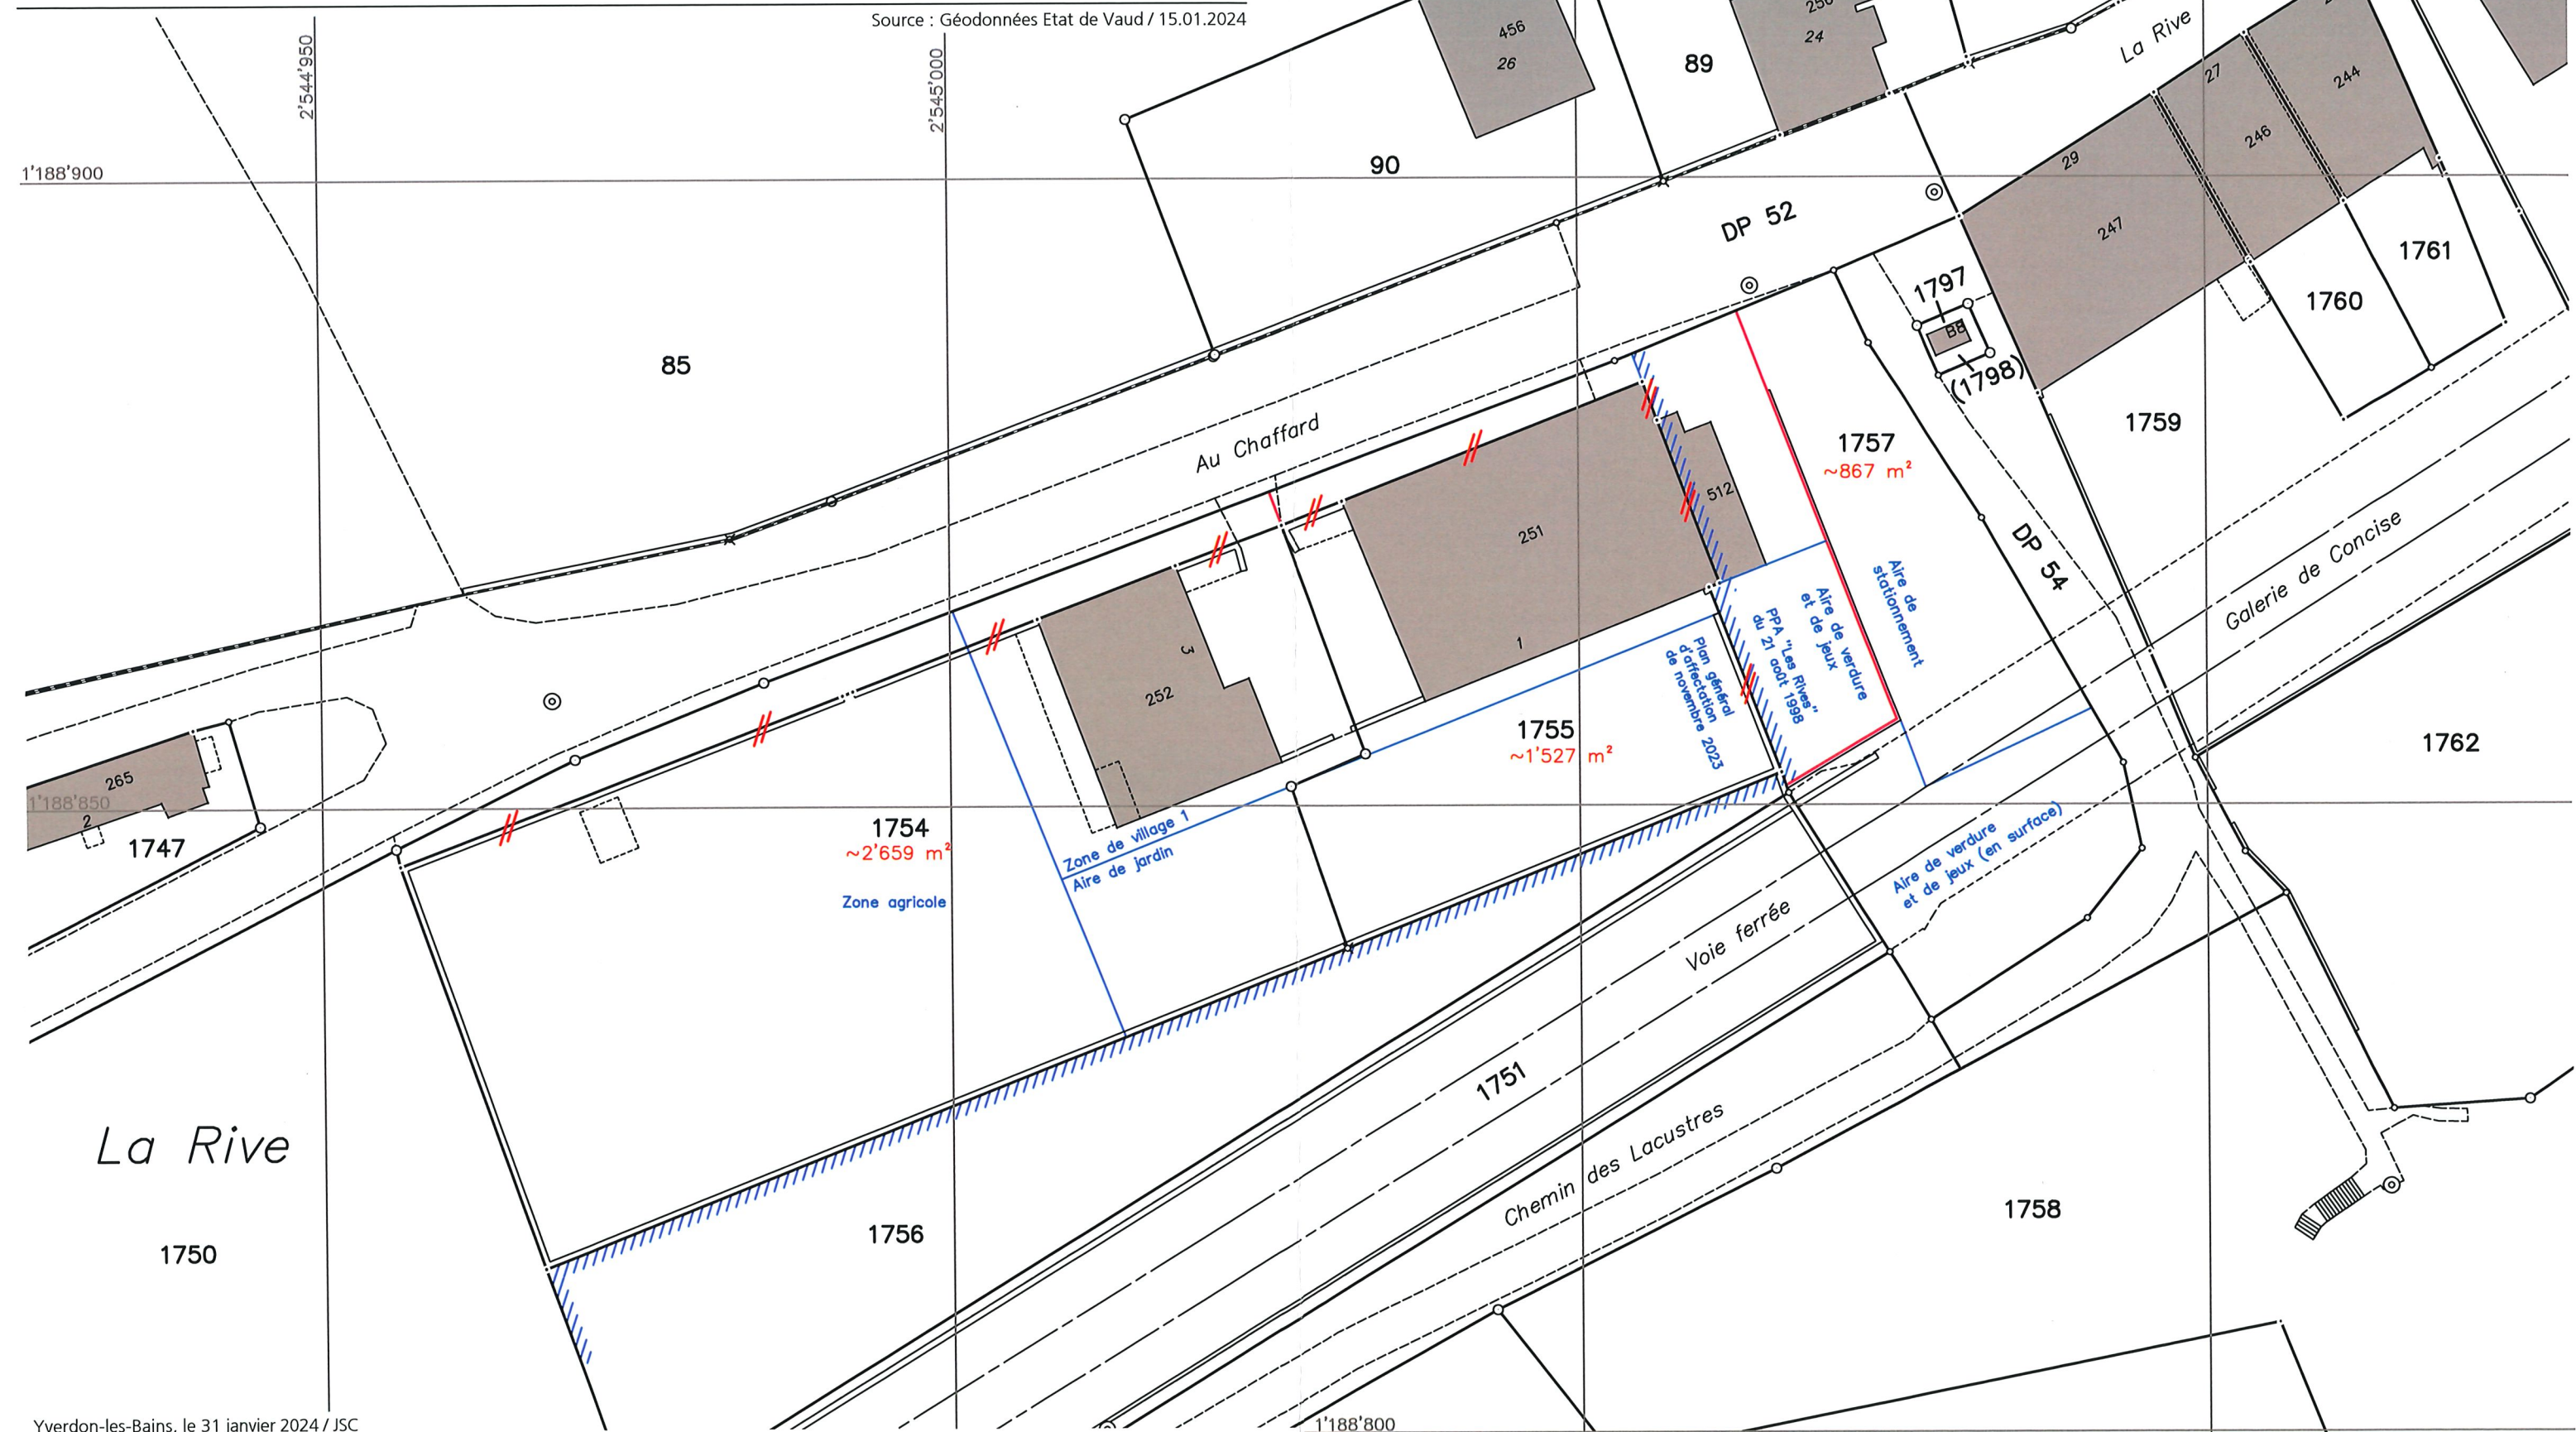 Source : Géodonnées Etat de Vaud / 15.01.2024
2'544'950
2'545'000
1'188'900
456
26
89
24
La Rive
27
244
246
29
247
90
DP 52
1761
1797
B8
(1798)
1760
1759
85
Au Chaffard
1757
~867 m²
512
251
1
DP 54
Galerie de Concise
Aire de
stationnement
Aire de verdure
et de jeux
PPA "Les Rives"
du 21 août 1998
Plan général
d'affectation
de novembre 2023
3
252
1755
~1'527 m²
1762
265
1'188'850
2
1747
1754
~2'659 m²
Zone de village 1
Aire de jardin
Zone agricole
Aire de verdure
et de jeux (en surface)
Voie ferrée
1751
Chemin des Lacustres
La Rive
1750
1756
1758
1'188'800
Yverdon-les-Bains, le 31 janvier 2024 / JSC